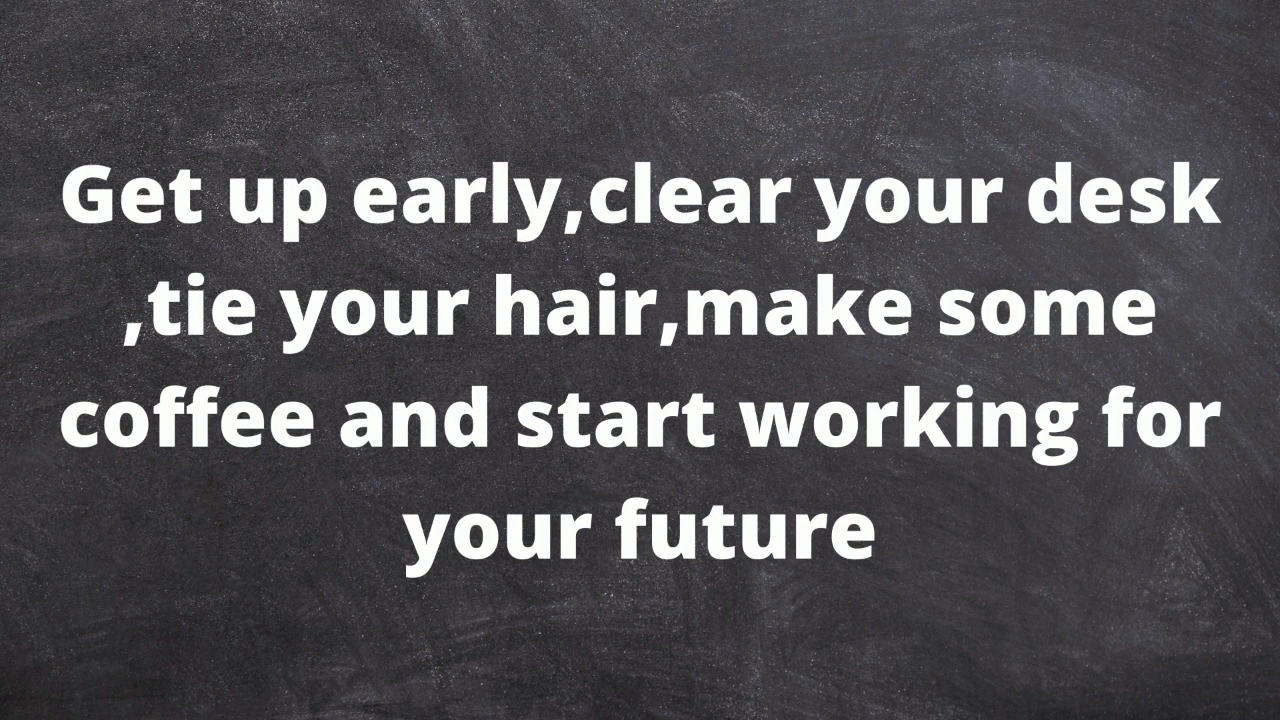 Get up early,clear your desk
,tie your hair,make some
coffee and start working for
your future